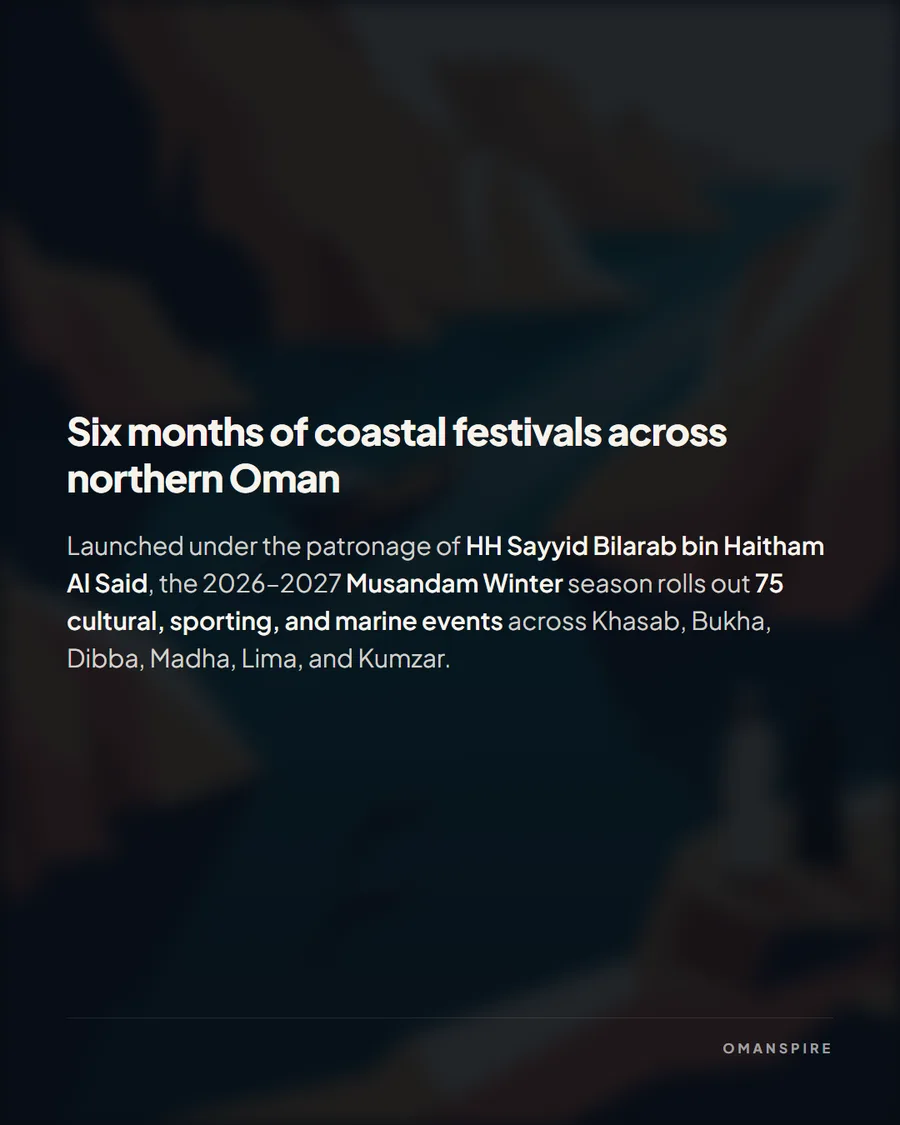 Six months of coastal festivals across
northern Oman
Launched under the patronage of HH Sayyid Bilarab bin Haitham
Al Said, the 2026–2027 Musandam Winter season rolls out 75
cultural, sporting, and marine events across Khasab, Bukha,
Dibba, Madha, Lima, and Kumzar.
OMANSPIRE